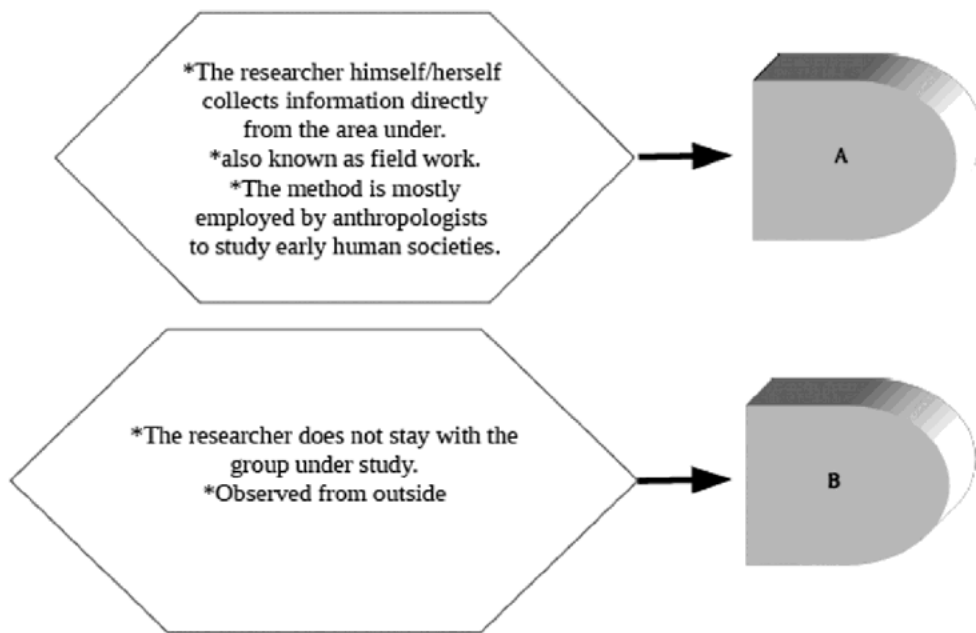 *The researcher himself/herself
collects information directly
from the area under.
*also known as field work.
*The method is mostly
employed by anthropologists
to study early human societies.
A
*The researcher does not stay with the
group under study.
*Observed from outside
B